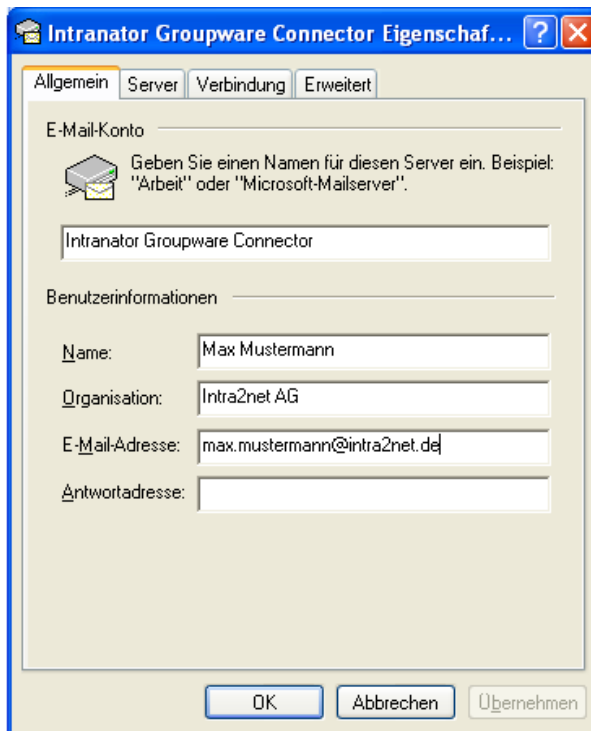 Intranator Groupware Connector Eigenschaf...
Allgemein Server Verbindung Erweitert
E-Mail-Konto
Geben Sie einen Namen für diesen Server ein. Beispiel:
"Arbeit" oder "Microsoft-Mailserver".
Intranator Groupware Connector
Benutzerinformationen
Name: Max Mustermann
Organisation: Intra2net AG
E-Mail-Adresse: max.mustermann@intra2net.de
Antwortadresse:
OK Abbrechen Übernehmen